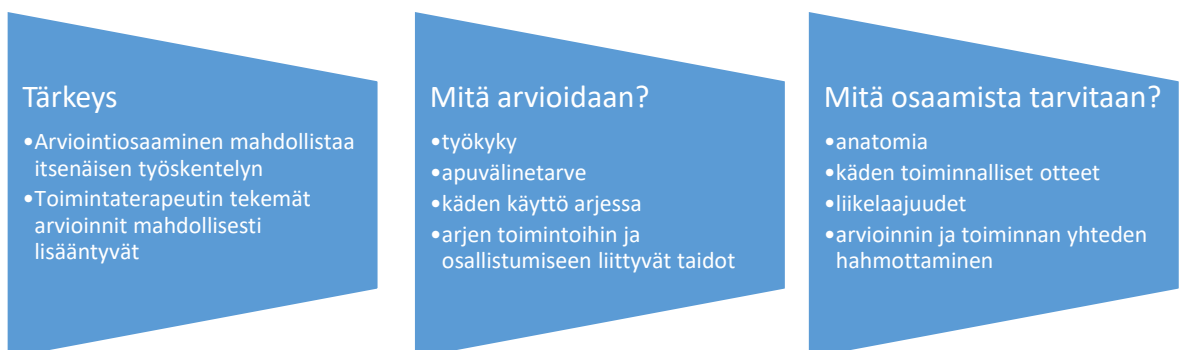 Tärkeys
•Arviointiosaaminen mahdollistaa
itsenäisen työskentelyn
•Toimintaterapeutin tekemät
arvioinnit mahdollisesti
lisääntyvät
Mitä arvioidaan?
•työkyky
•apuvälinetarve
•käden käyttö arjessa
•arjen toimintoihin ja
osallistumiseen liittyvät taidot
Mitä osaamista tarvitaan?
•anatomia
•käden toiminnalliset otteet
•liikelaajuudet
•arvioinnin ja toiminnan yhteden
hahmottaminen